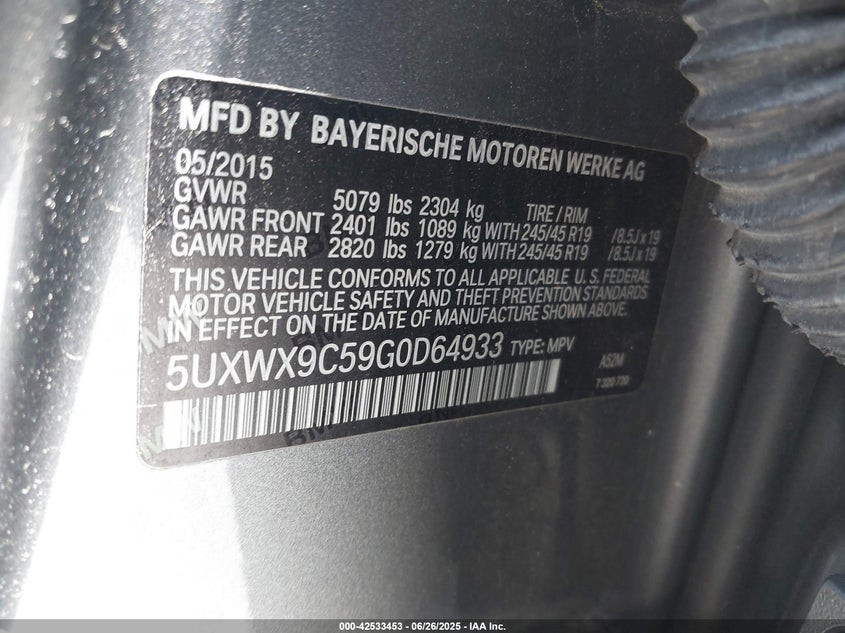 MFD BY BAYERISCHE MOTOREN WERKE AG
05/2015
GVWR 5079 lbs 2304 kg TIRE / RIM
GAWR FRONT 2401 lbs 1089 kg WITH 245/45 R19 / 8.5J x 19
GAWR REAR 2820 lbs 1279 kg WITH 245/45 R19 / 8.5J x 19
THIS VEHICLE CONFORMS TO ALL APPLICABLE U. S. FEDERAL
MOTOR VEHICLE SAFETY AND THEFT PREVENTION STANDARDS
IN EFFECT ON THE DATE OF MANUFACTURE SHOWN ABOVE.
5UXWX9C59G0D64933 TYPE: MPV A52M
7 320 720
000-42533453 - 06/26/2025 - IAA Inc.